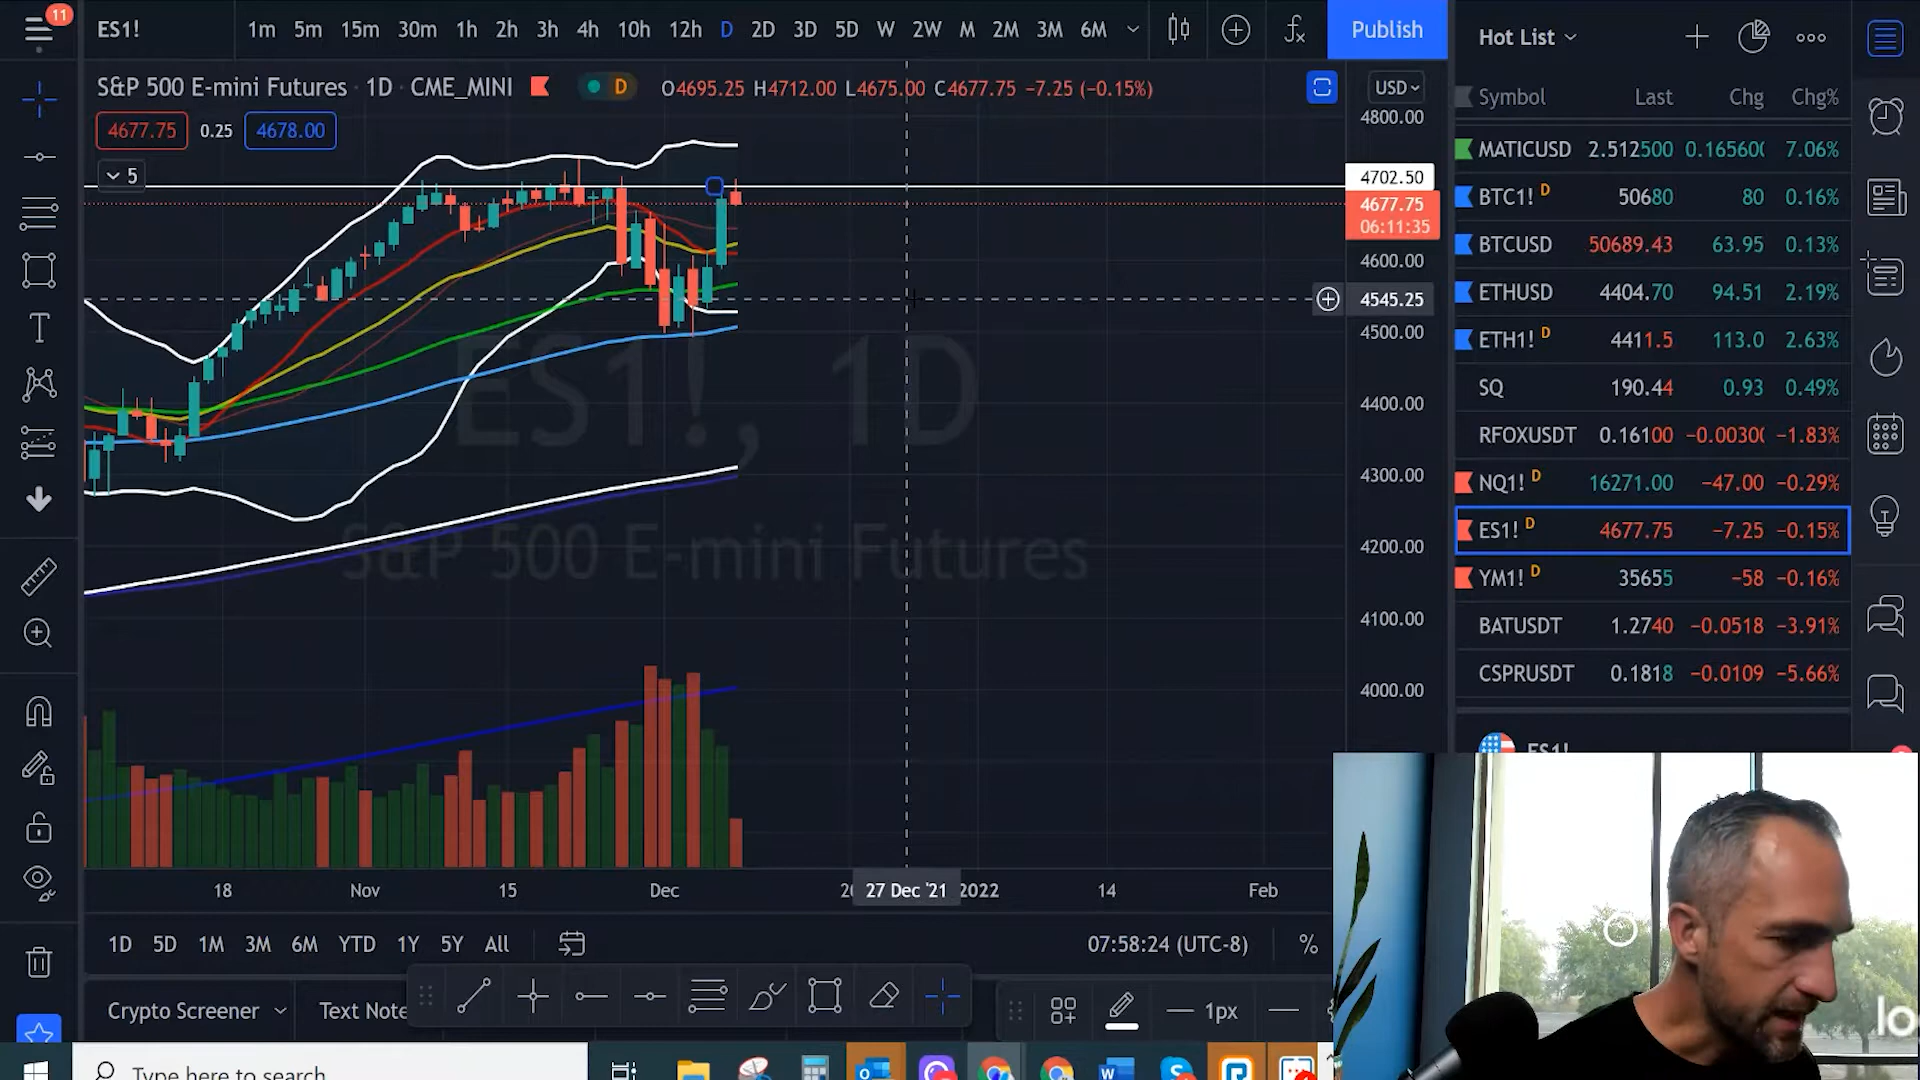 11
ES1!
1m 5m 15m 30m 1h 2h 3h 4h 10h 12h D 2D 3D 5D W 2W M 2M 3M 6M
Publish
Hot List
S&P 500 E-mini Futures · 1D · CME_MINI
D
O4695.25 H4712.00 L4675.00 C4677.75 −7.25 (−0.15%)
USD
4677.75 0.25 4678.00
5
4800.00
4702.50
4677.75
06:11:35
4600.00
4545.25
4500.00
4400.00
4300.00
4200.00
4100.00
4000.00
ES1!, 1D
S&P 500 E-mini Futures
Symbol Last Chg Chg%
MATICUSD 2.512500 0.16560 7.06%
BTC1! D 50680 80 0.16%
BTCUSD 50689.43 63.95 0.13%
ETHUSD 4404.70 94.51 2.19%
ETH1! D 4411.5 113.0 2.63%
SQ 190.44 0.93 0.49%
RFOXUSDT 0.16100 −0.0030 −1.83%
NQ1! D 16271.00 −47.00 −0.29%
ES1! D 4677.75 −7.25 −0.15%
YM1! D 35655 −58 −0.16%
BATUSDT 1.2740 −0.0518 −3.91%
CSPRUSDT 0.1818 −0.0109 −5.66%
ES1!
18 Nov 15 Dec 27 Dec '21 2022 14 Feb
1D 5D 1M 3M 6M YTD 1Y 5Y All
07:58:24 (UTC-8) %
Crypto Screener Text Note
1px
lo
Type here to search